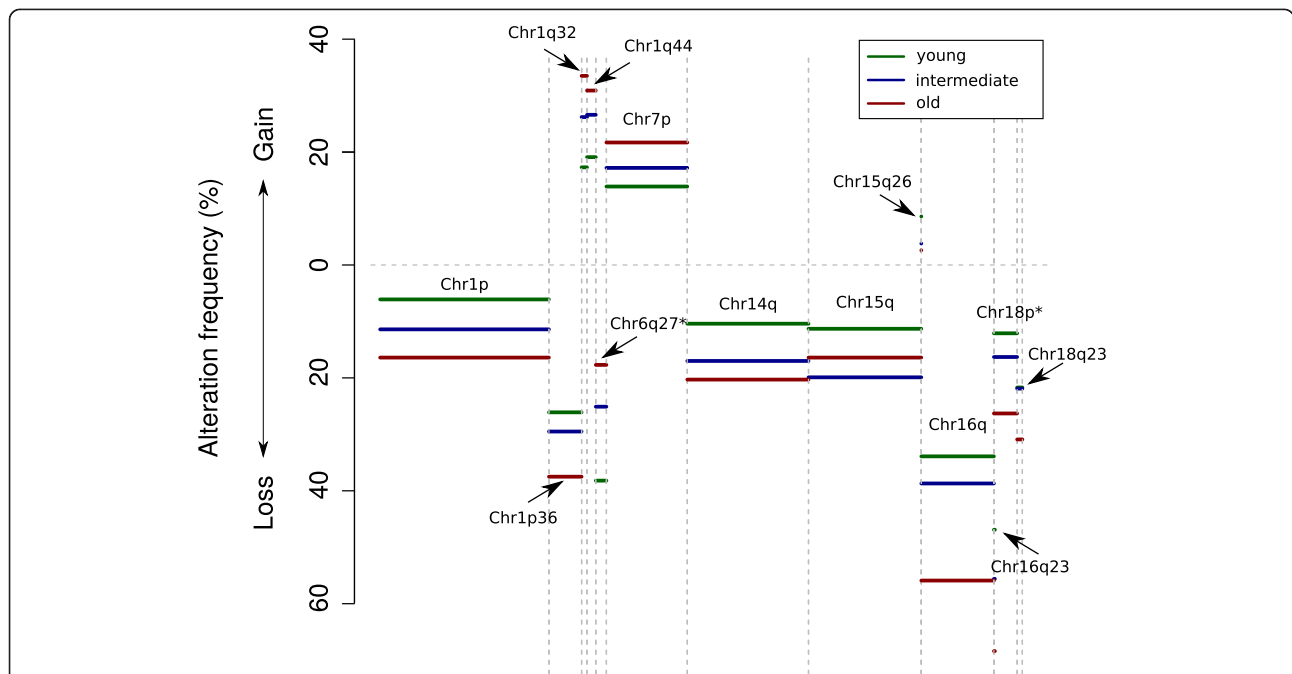 Chr1q32
Chr1q44
young
intermediate
old
40
20
0
20
40
60
Gain
Loss
Alteration frequency (%)
Chr7p
Chr15q26
Chr1p
Chr6q27*
Chr14q
Chr15q
Chr18p*
Chr18q23
Chr16q
Chr1p36
Chr16q23